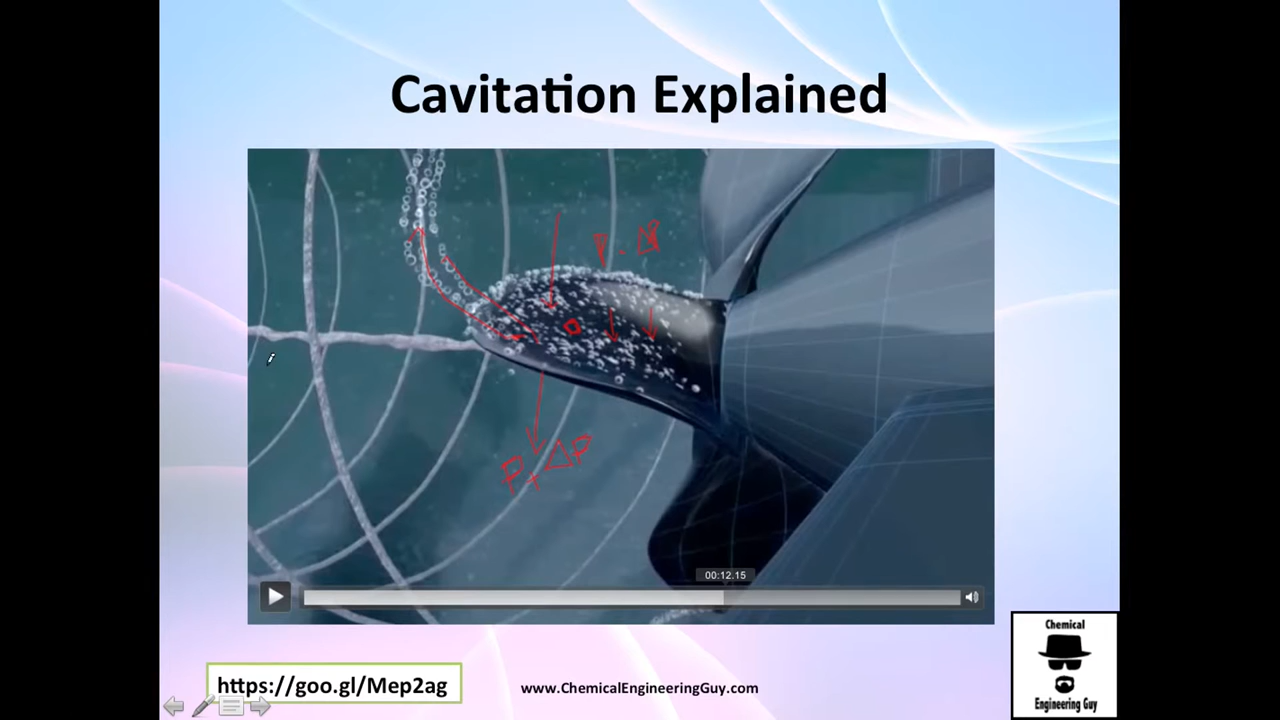 Cavitation Explained
P - ΔP
P + ΔP
00:12.15
https://goo.gl/Mep2ag
www.ChemicalEngineeringGuy.com
Chemical
Engineering Guy